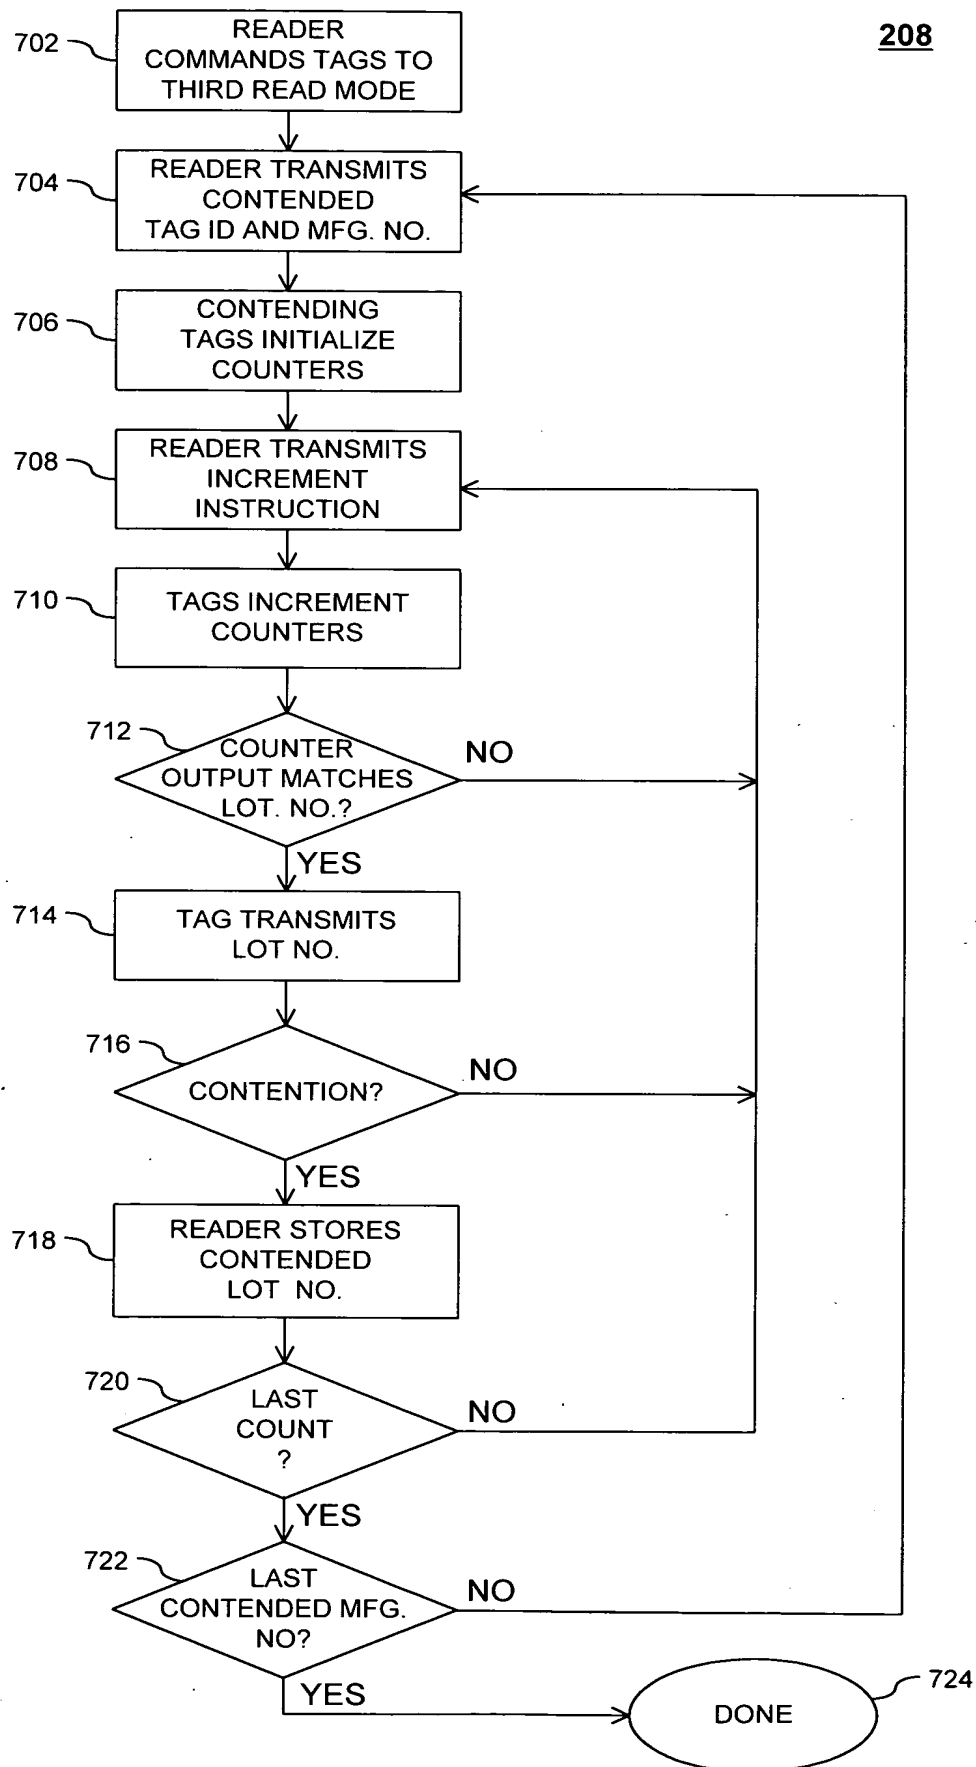 208
702
READER
COMMANDS TAGS TO
THIRD READ MODE
704
READER TRANSMITS
CONTENDED
TAG ID AND MFG. NO.
706
CONTENDING
TAGS INITIALIZE
COUNTERS
708
READER TRANSMITS
INCREMENT
INSTRUCTION
710
TAGS INCREMENT
COUNTERS
712
COUNTER
OUTPUT MATCHES
LOT. NO.?
NO
YES
714
TAG TRANSMITS
LOT NO.
716
CONTENTION?
NO
YES
718
READER STORES
CONTENDED
LOT NO.
720
LAST
COUNT
?
NO
YES
722
LAST
CONTENDED MFG.
NO?
NO
YES
724
DONE